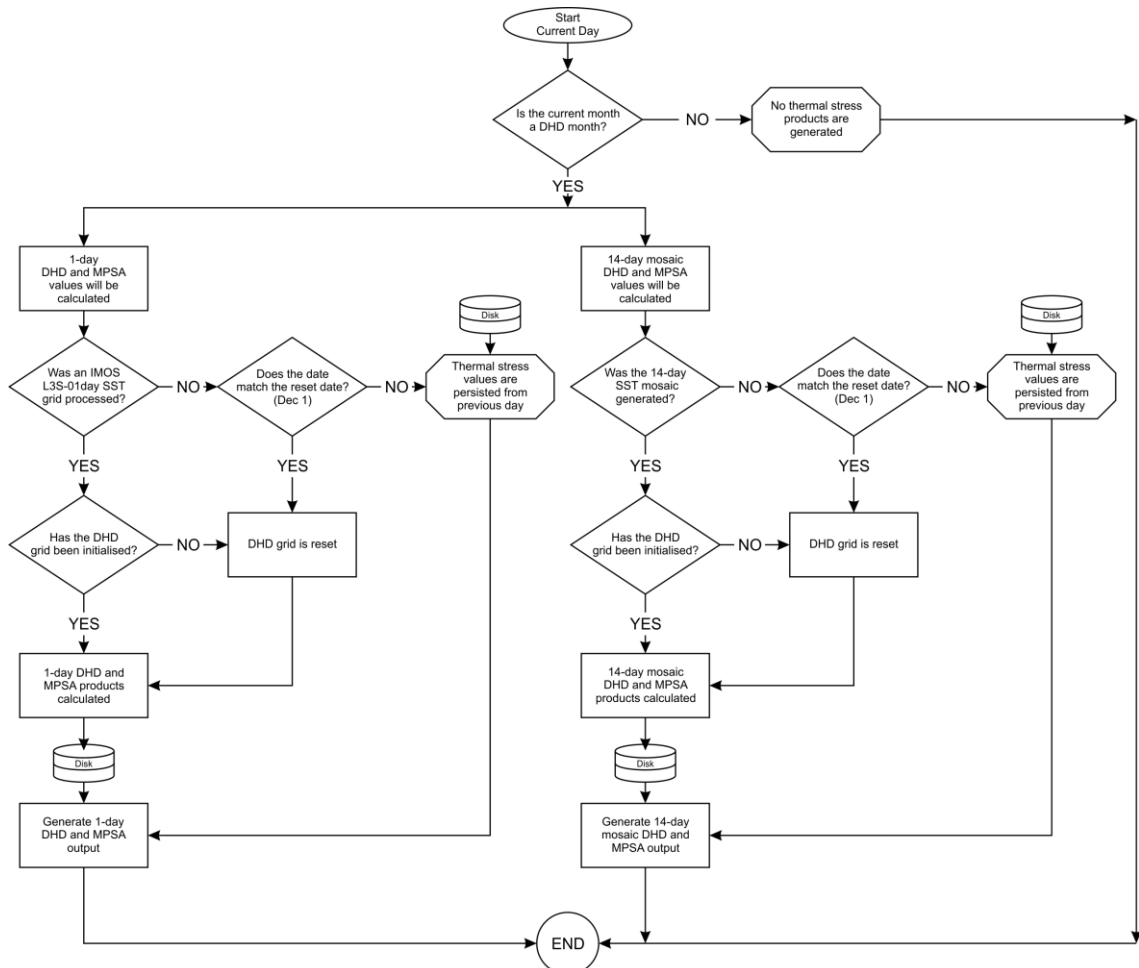 Start
Current Day
Is the current month
a DHD month?
NO
No thermal stress
products are
generated
YES
1-day
DHD and MPSA
values will be
calculated
14-day mosaic
DHD and MPSA
values will be
calculated
Disk
Disk
Was an IMOS
L3S-01day SST
grid processed?
NO
Does the date
match the reset date?
(Dec 1)
NO
Thermal stress
values are
persisted from
previous day
Was the 14-day
SST mosaic
generated?
NO
Does the date
match the reset date?
(Dec 1)
NO
Thermal stress
values are
persisted from
previous day
YES
YES
YES
YES
Has the DHD
grid been initialised?
NO
DHD grid is reset
Has the DHD
grid been initialised?
NO
DHD grid is reset
YES
YES
1-day DHD and
MPSA products
calculated
14-day mosaic
DHD and MPSA
products calculated
Disk
Disk
Generate 1-day
DHD and MPSA
output
Generate 14-day
mosaic DHD and
MPSA output
END